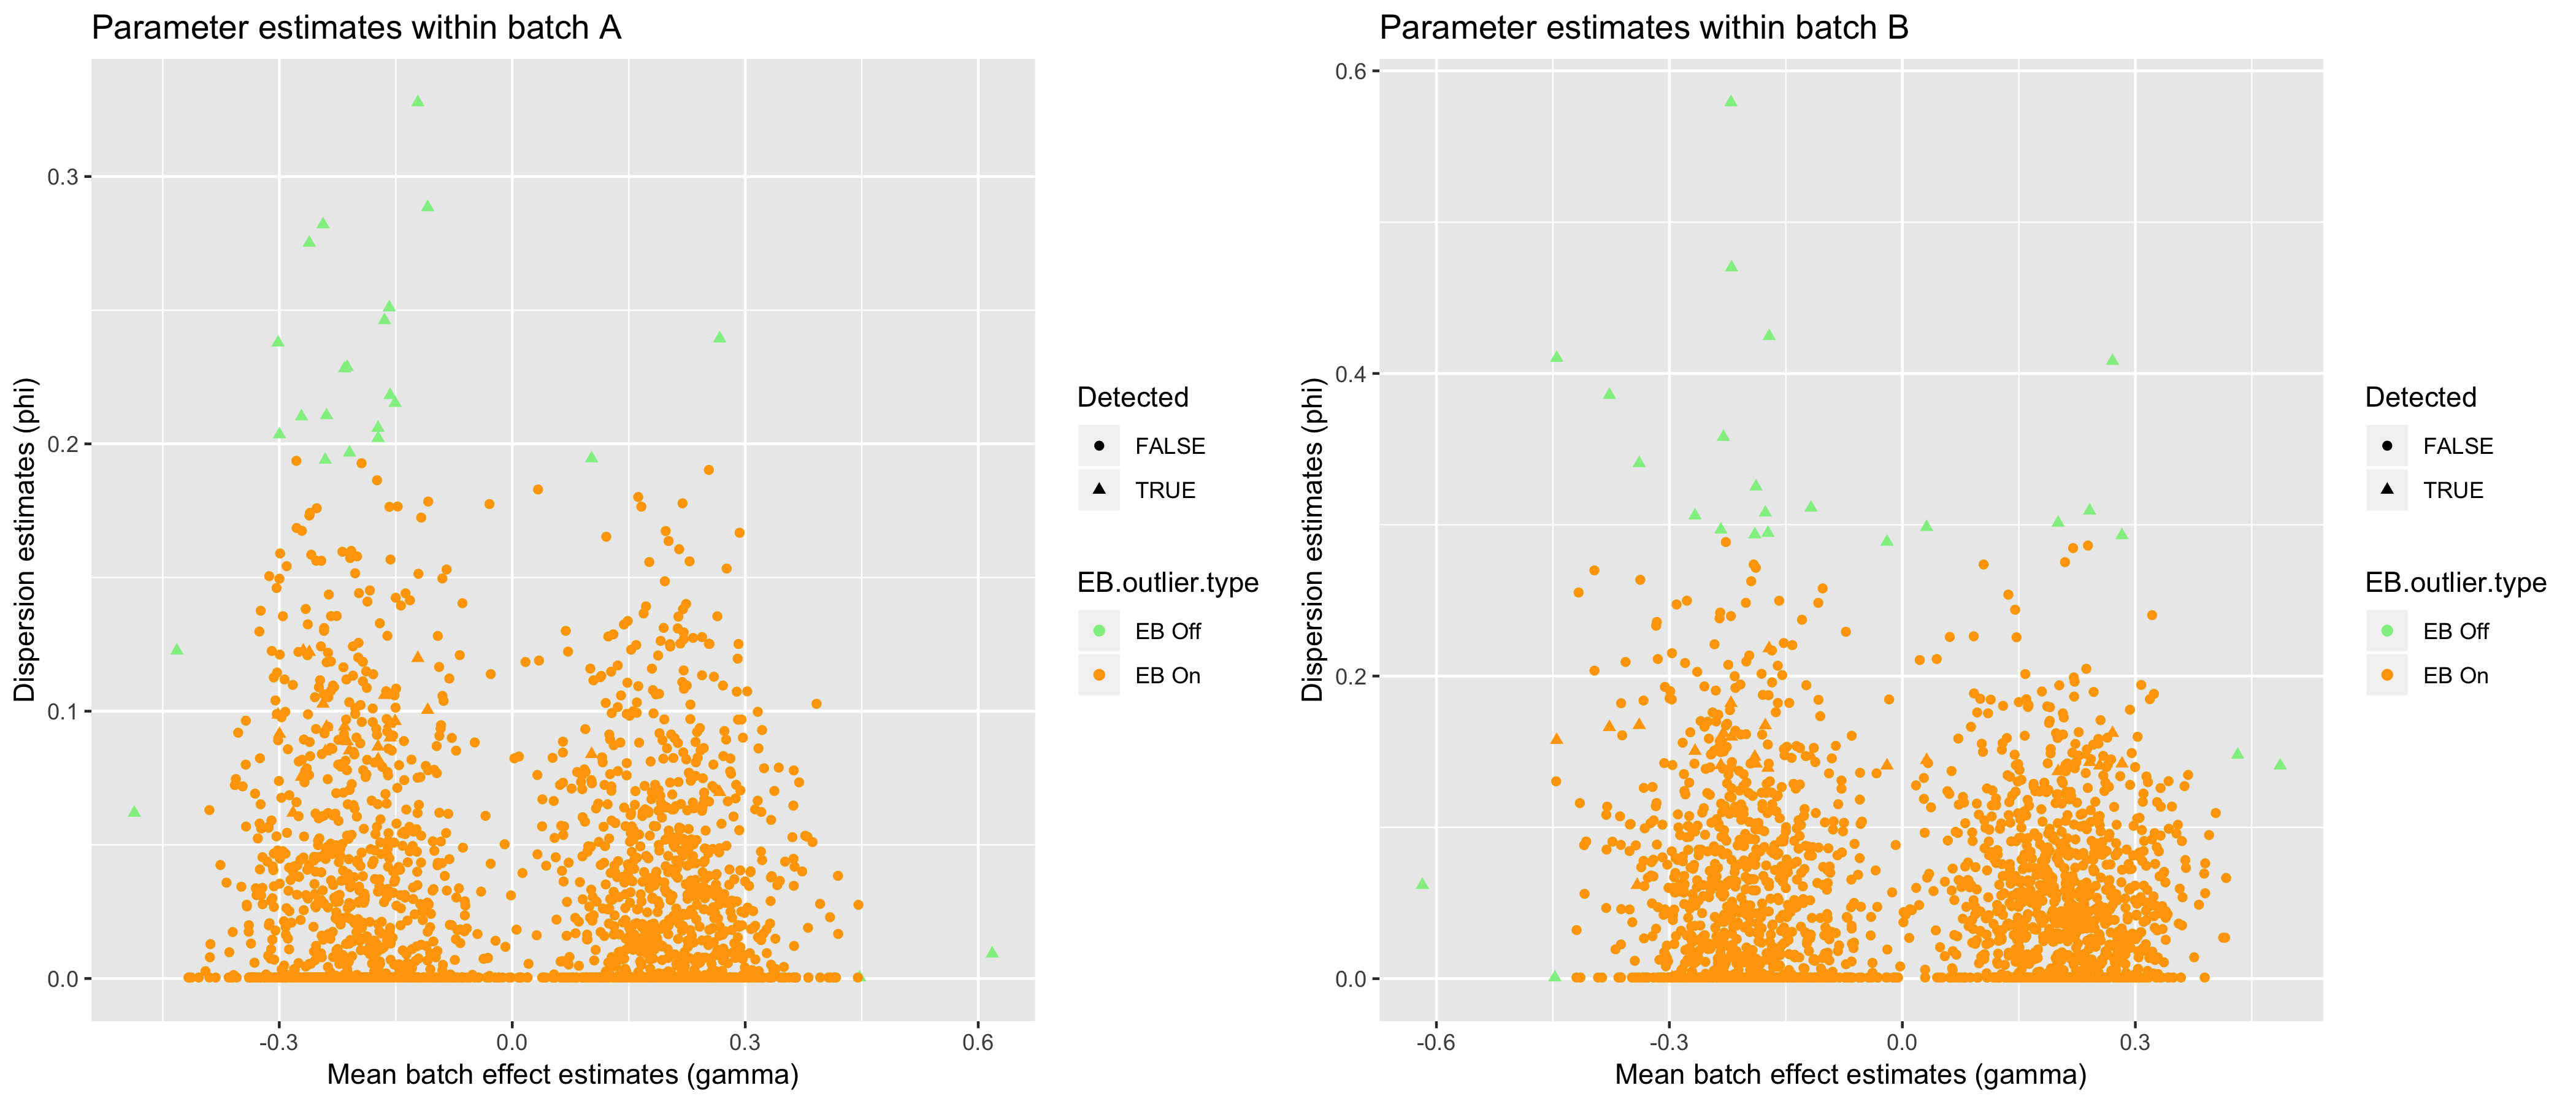 Parameter estimates within batch A
Dispersion estimates (phi)
0.3
0.2
0.1
0.0
-0.3
0.0
0.3
0.6
Mean batch effect estimates (gamma)
Detected
FALSE
TRUE
EB.outlier.type
EB Off
EB On
Parameter estimates within batch B
Dispersion estimates (phi)
0.6
0.4
0.2
0.0
-0.6
-0.3
0.0
0.3
Mean batch effect estimates (gamma)
Detected
FALSE
TRUE
EB.outlier.type
EB Off
EB On